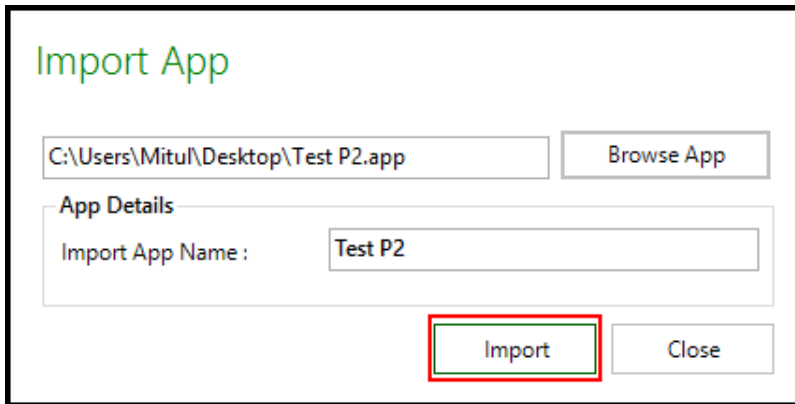 Import App
C:\Users\Mitul\Desktop\Test P2.app
Browse App
App Details
Import App Name :
Test P2
Import
Close